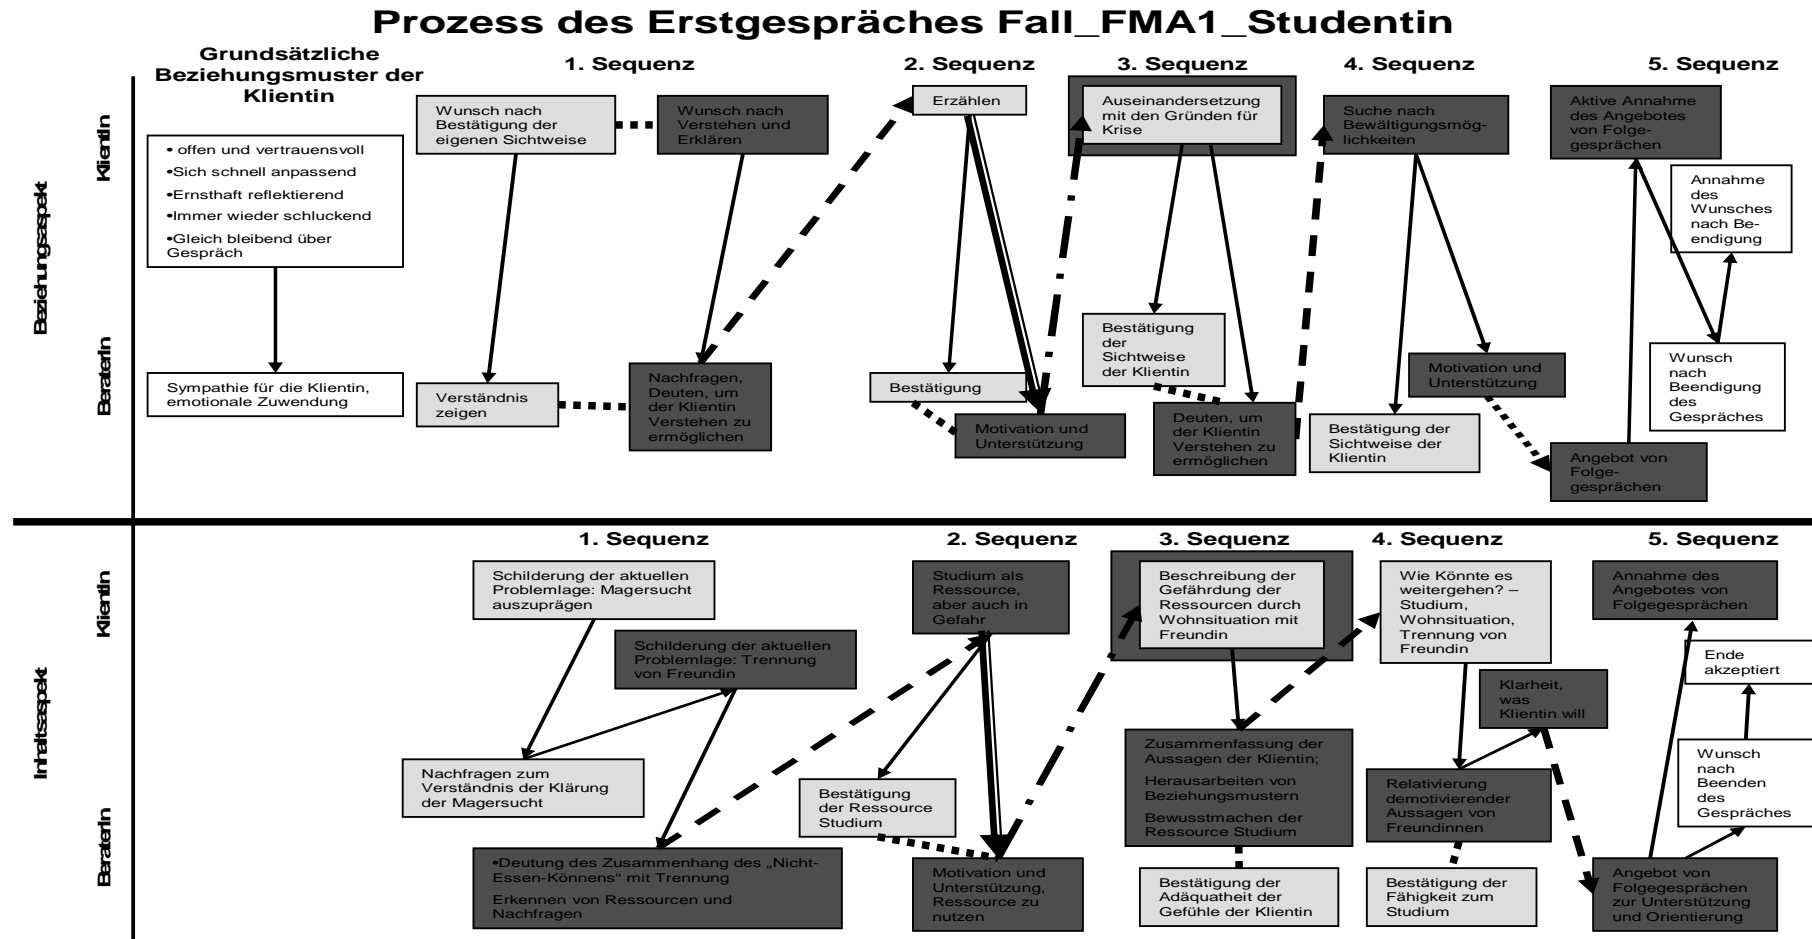 Prozess des Erstgespräches Fall_FMA1_Studentin
Grundsätzliche
Beziehungsmuster der
Klientin
1. Sequenz
2. Sequenz
3. Sequenz
4. Sequenz
5. Sequenz
Beziehungsaspekt
KlientIn
BeraterIn
• offen und vertrauensvoll
•Sich schnell anpassend
•Ernsthaft reflektierend
•Immer wieder schluckend
•Gleich bleibend über
Gespräch
Sympathie für die Klientin,
emotionale Zuwendung
Wunsch nach
Bestätigung der
eigenen Sichtweise
Wunsch nach
Verstehen und
Erklären
Verständnis
zeigen
Nachfragen,
Deuten, um
der Klientin
Verstehen zu
ermöglichen
Erzählen
Bestätigung
Motivation und
Unterstützung
Auseinandersetzung
mit den Gründen für
Krise
Bestätigung
der
Sichtweise
der Klientin
Deuten, um
der Klientin
Verstehen zu
ermöglichen
Suche nach
Bewältigungsmög-
lichkeiten
Motivation und
Unterstützung
Bestätigung der
Sichtweise der
Klientin
Aktive Annahme
des Angebotes
von Folge-
gesprächen
Annahme
des
Wunsches
nach Be-
endigung
Wunsch
nach
Beendigung
des
Gespräches
Angebot von
Folge-
gesprächen
1. Sequenz
2. Sequenz
3. Sequenz
4. Sequenz
5. Sequenz
Inhaltsaspekt
KlientIn
BeraterIn
Schilderung der aktuellen
Problemlage: Magersucht
auszuprägen
Schilderung der aktuellen
Problemlage: Trennung
von Freundin
Nachfragen zum
Verständnis der Klärung
der Magersucht
•Deutung des Zusammenhang des „Nicht-
Essen-Könnens“ mit Trennung
Erkennen von Ressourcen und
Nachfragen
Studium als
Ressource,
aber auch in
Gefahr
Bestätigung
der Ressource
Studium
Motivation und
Unterstützung,
Ressource zu
nutzen
Beschreibung der
Gefährdung der
Ressourcen durch
Wohnsituation mit
Freundin
Zusammenfassung der
Aussagen der Klientin;
Herausarbeiten von
Beziehungsmustern
Bewusstmachen der
Ressource Studium
Bestätigung der
Adäquatheit der
Gefühle der Klientin
Wie Könnte es
weitergehen? –
Studium,
Wohnsituation,
Trennung von
Freundin
Klarheit,
was
Klientin will
Relativierung
demotivierender
Aussagen von
Freundinnen
Bestätigung der
Fähigkeit zum
Studium
Annahme des
Angebotes von
Folgegesprächen
Ende
akzeptiert
Wunsch
nach
Beenden
des
Gespräches
Angebot von
Folgegesprächen
zur Unterstützung
und Orientierung